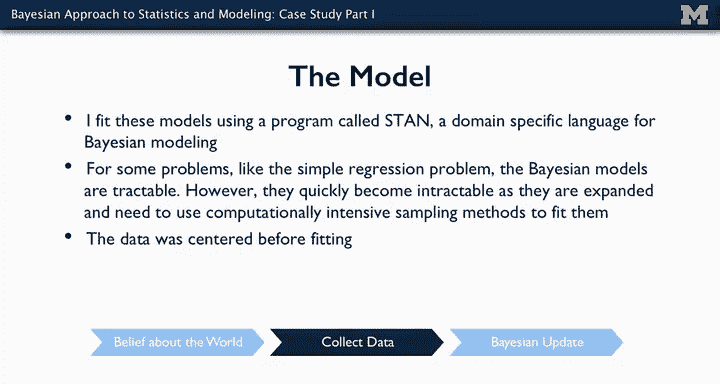 Bayesian Approach to Statistics and Modeling: Case Study Part I
M
The Model
• I fit these models using a program called STAN, a domain specific language for
Bayesian modeling
• For some problems, like the simple regression problem, the Bayesian models
are tractable. However, they quickly become intractable as they are expanded
and need to use computationally intensive sampling methods to fit them
• The data was centered before fitting
Belief about the World
Collect Data
Bayesian Update